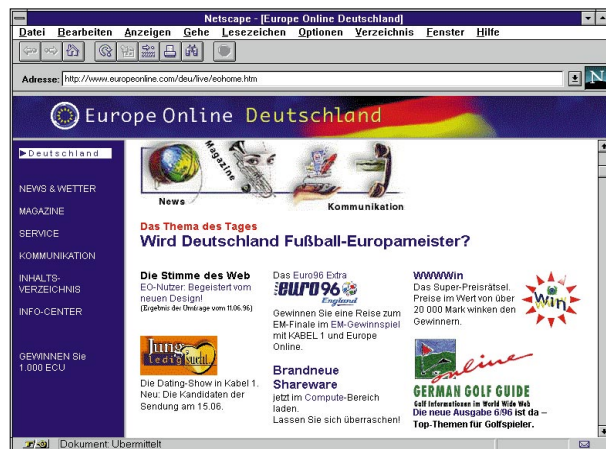 Netscape - [Europe Online Deutschland]
Datei Bearbeiten Anzeigen Gehe Lesezeichen Optionen Verzeichnis Fenster Hilfe
Adresse: http://www.europeonline.com/deu/live/eohome.htm
N
Europe Online Deutschland
Deutschland
NEWS & WETTER
MAGAZINE
SERVICE
KOMMUNIKATION
INHALTS-
VERZEICHNIS
INFO-CENTER
GEWINNEN Sie
1.000 ECU
News
Magazine
Kommunikation
Das Thema des Tages
Wird Deutschland Fußball-Europameister?
Die Stimme des Web
EO-Nutzer: Begeistert vom
neuen Design!
(Ergebnis der Umfrage vom 11.06.96)
Jung
ledig sucht...
Die Dating-Show in Kabel 1.
Neu: Die Kandidaten der
Sendung am 15.06.
Das Euro96 Extra
euro96
England
Gewinnen Sie eine Reise zum
EM-Finale im EM-Gewinnspiel
mit KABEL 1 und Europe
Online.
Brandneue
Shareware
jetzt im Compute-Bereich
laden.
Lassen Sie sich überraschen!
WWWWin
Das Super-Preisrätsel.
Preise im Wert von über
20 000 Mark winken den
Gewinnern.
Win
online
GERMAN GOLF GUIDE
Golf Informationen im World Wide Web
Die neue Ausgabe 6/96 ist da –
Top-Themen für Golfspieler.
Dokument: Übermittelt